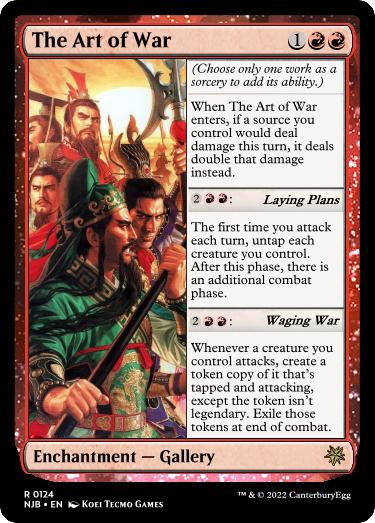 The Art of War
1
(Choose only one work as a
sorcery to add its ability.)
When The Art of War
enters, if a source you
control would deal
damage this turn, it deals
double that damage
instead.
2 : Laying Plans
The first time you attack
each turn, untap each
creature you control.
After this phase, there is
an additional combat
phase.
2 : Waging War
Whenever a creature you
control attacks, create a
token copy of it that's
tapped and attacking,
except the token isn't
legendary. Exile those
tokens at end of combat.
Enchantment — Gallery
R 0124
NJB • EN Koei Tecmo Games
™ & © 2022 CanterburyEgg